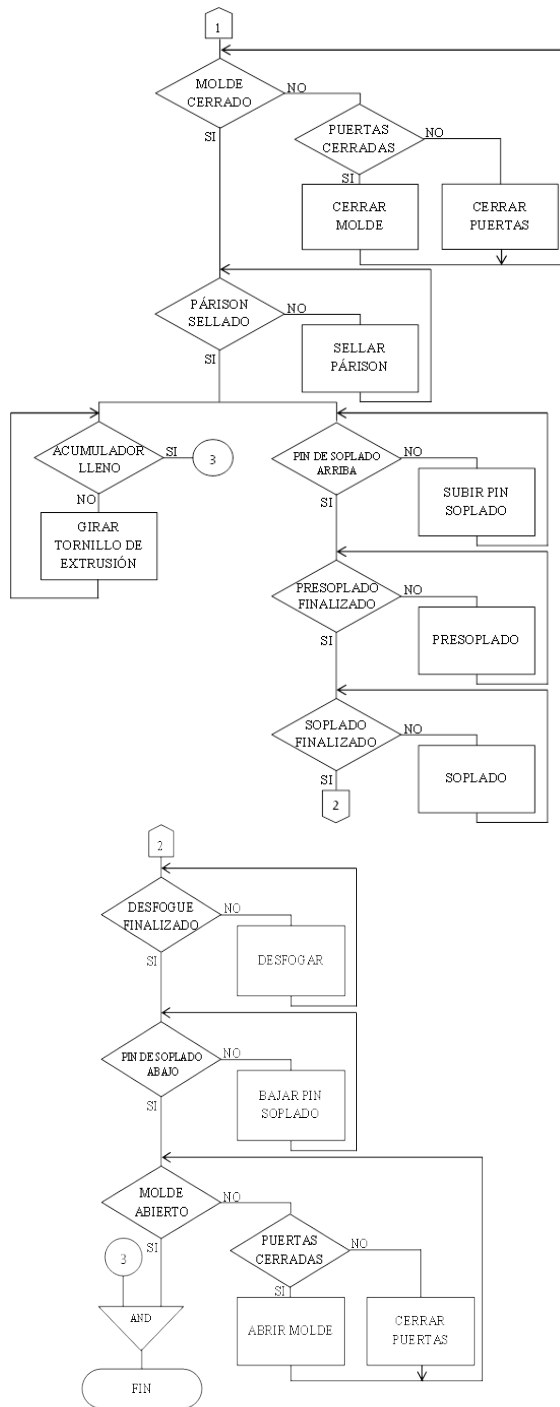 1
MOLDE
CERRADO
NO
SI
PUERTAS
CERRADAS
NO
SI
CERRAR
MOLDE
CERRAR
PUERTAS
PÁRISON
SELLADO
NO
SI
SELLAR
PÁRISON
ACUMULADOR
LLENO
SI
3
NO
GIRAR
TORNILLO DE
EXTRUSIÓN
PIN DE SOPLADO
ARRIBA
NO
SI
SUBIR PIN
SOPLADO
PRESOPLADO
FINALIZADO
NO
SI
PRESOPLADO
SOPLADO
FINALIZADO
NO
SI
SOPLADO
2
2
DESFOGUE
FINALIZADO
NO
SI
DESFOGAR
PIN DE SOPLADO
ABAJO
NO
SI
BAJAR PIN
SOPLADO
MOLDE
ABIERTO
NO
SI
PUERTAS
CERRADAS
NO
SI
3
ABRIR MOLDE
CERRAR
PUERTAS
AND
FIN